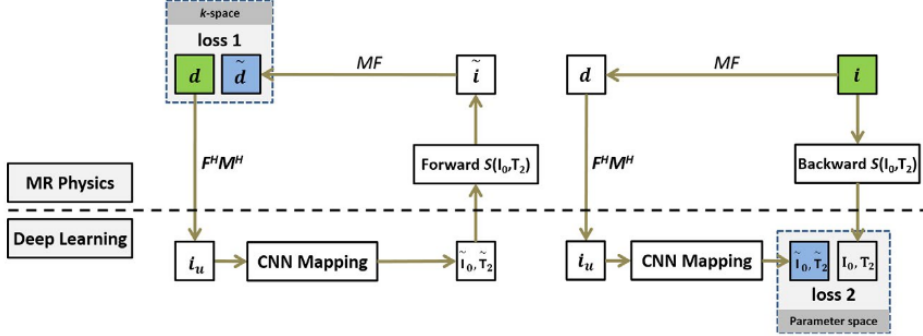 k-space
loss 1
d d̃
MF
ĩ
d
MF
i
FᴴMᴴ
Forward S(I₀,T₂)
FᴴMᴴ
Backward S(I₀,T₂)
MR Physics
Deep Learning
iᵤ
CNN Mapping
Ĩ₀, T̃₂
iᵤ
CNN Mapping
Ĩ₀, T̃₂
I₀, T₂
loss 2
Parameter space